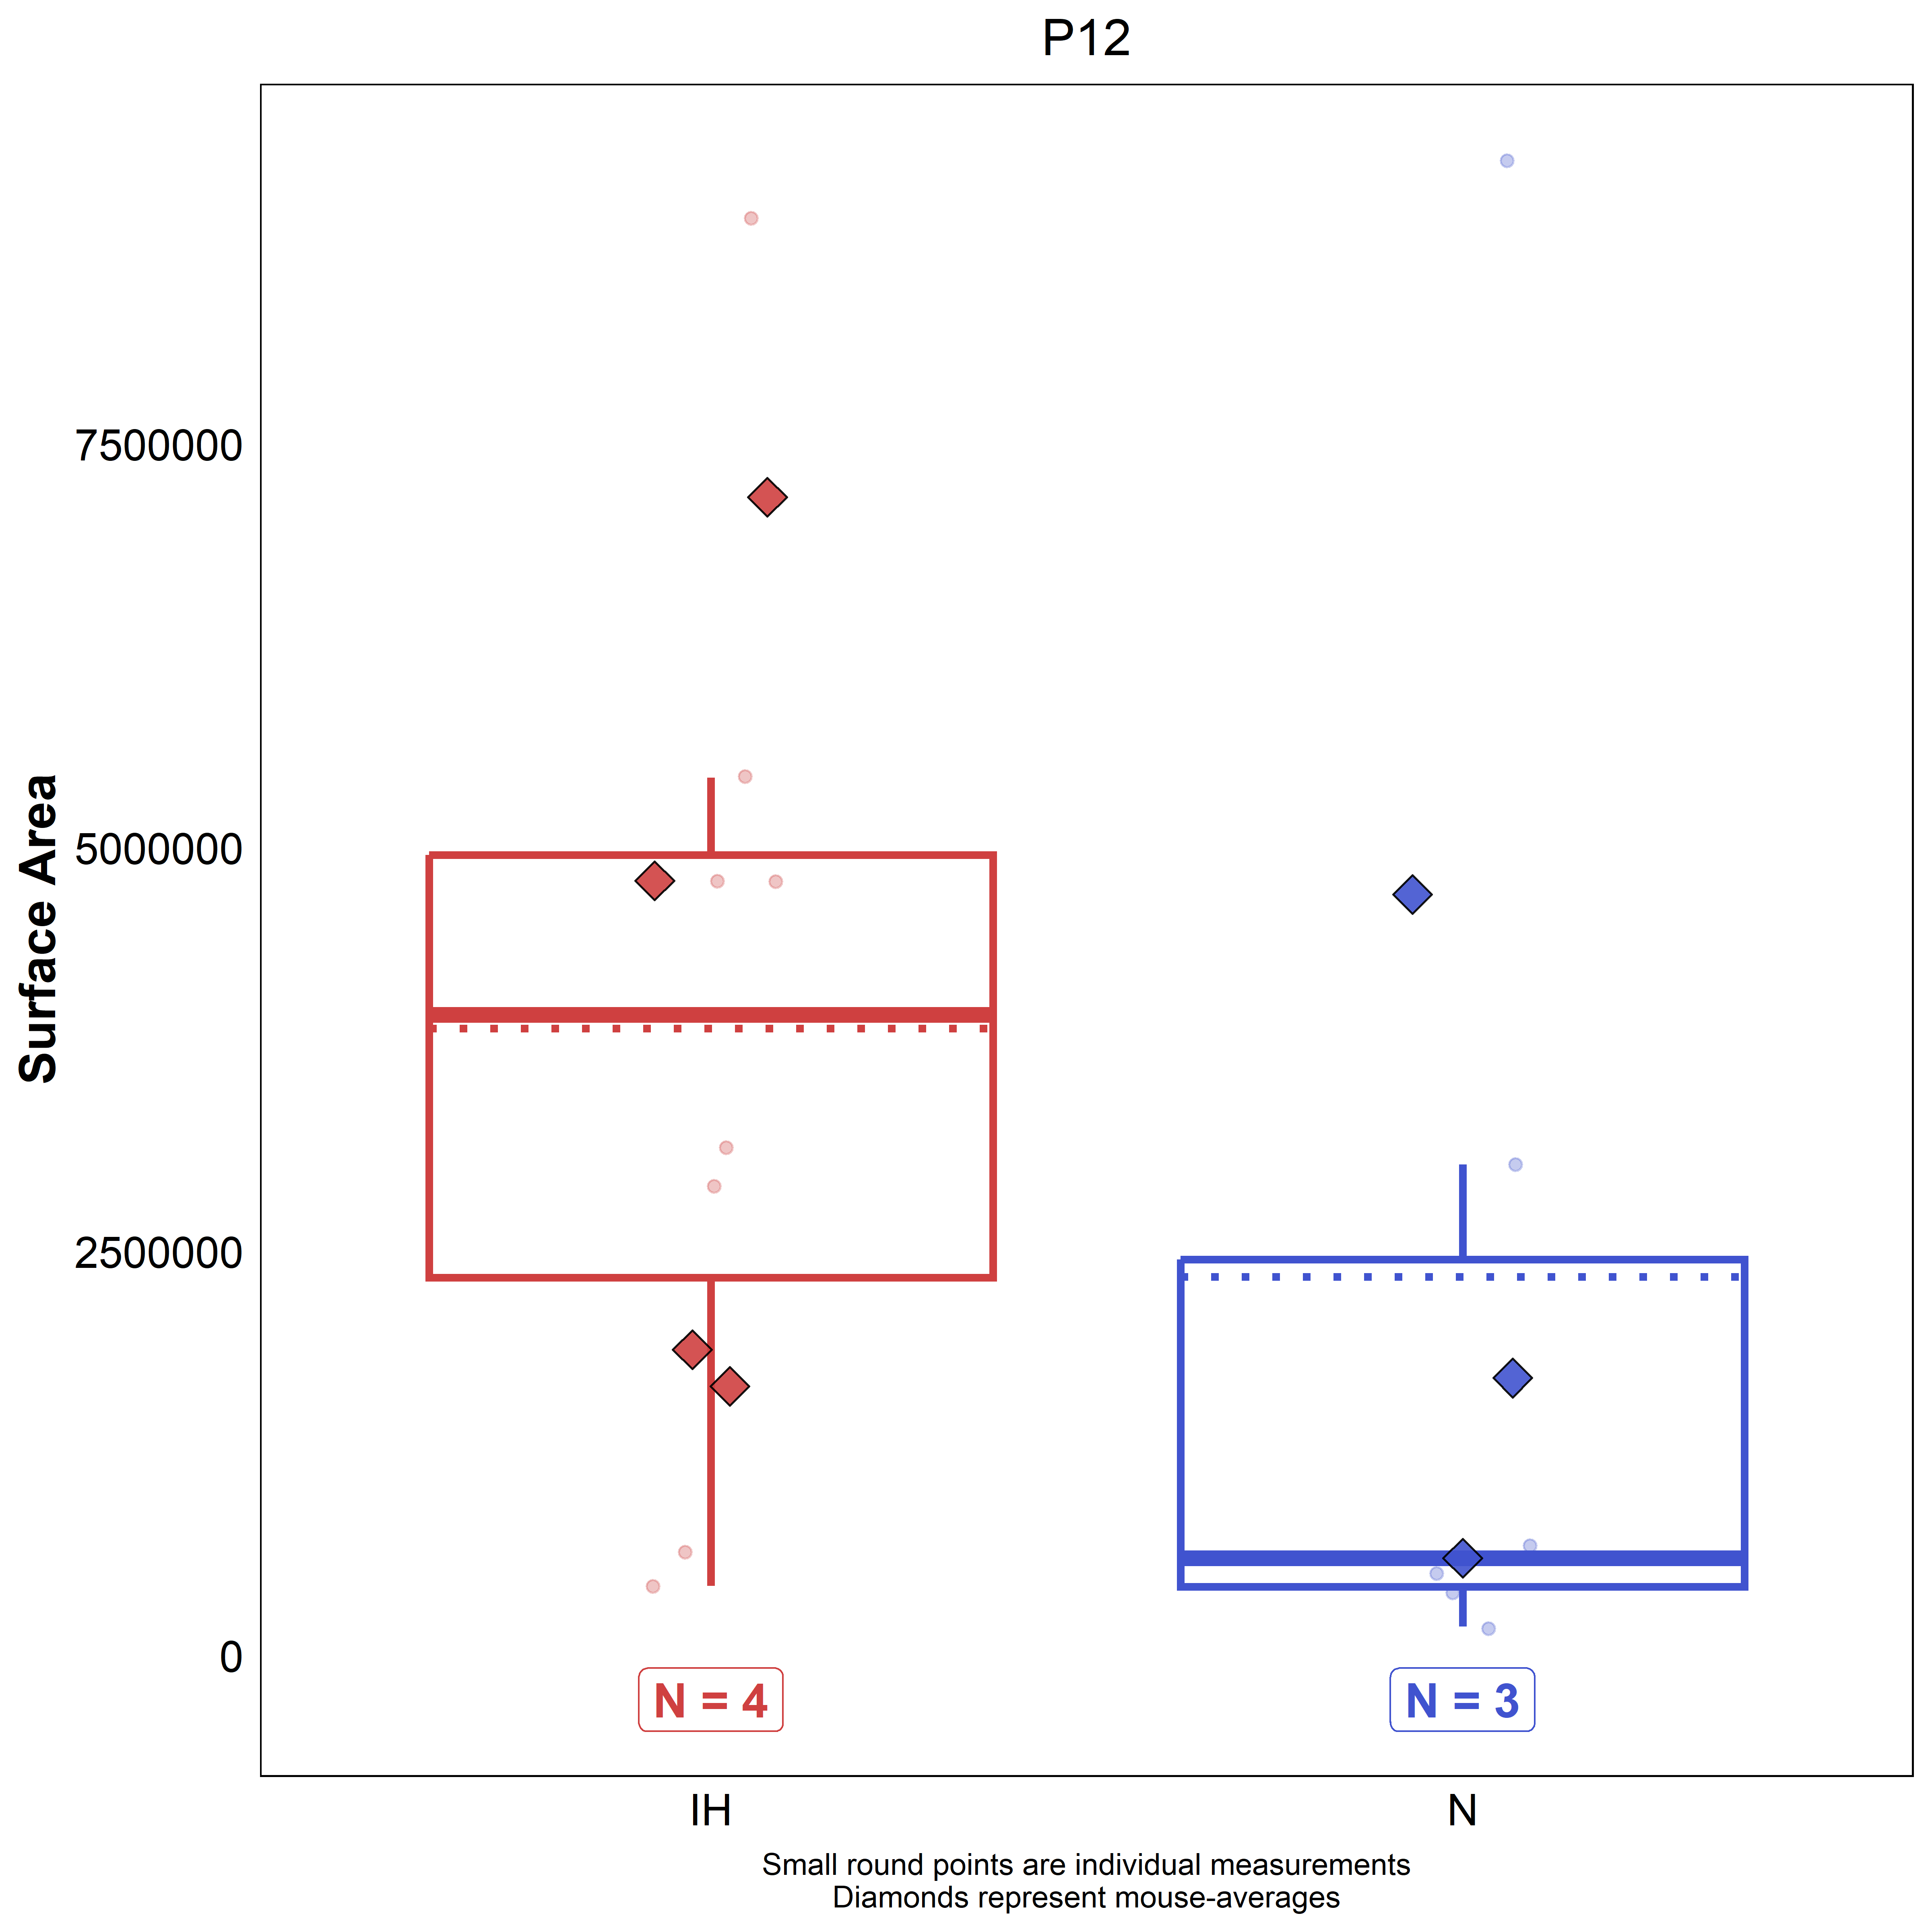 P12
Surface Area
7500000
5000000
2500000
0
N = 4
N = 3
IH
N
Small round points are individual measurements
Diamonds represent mouse-averages